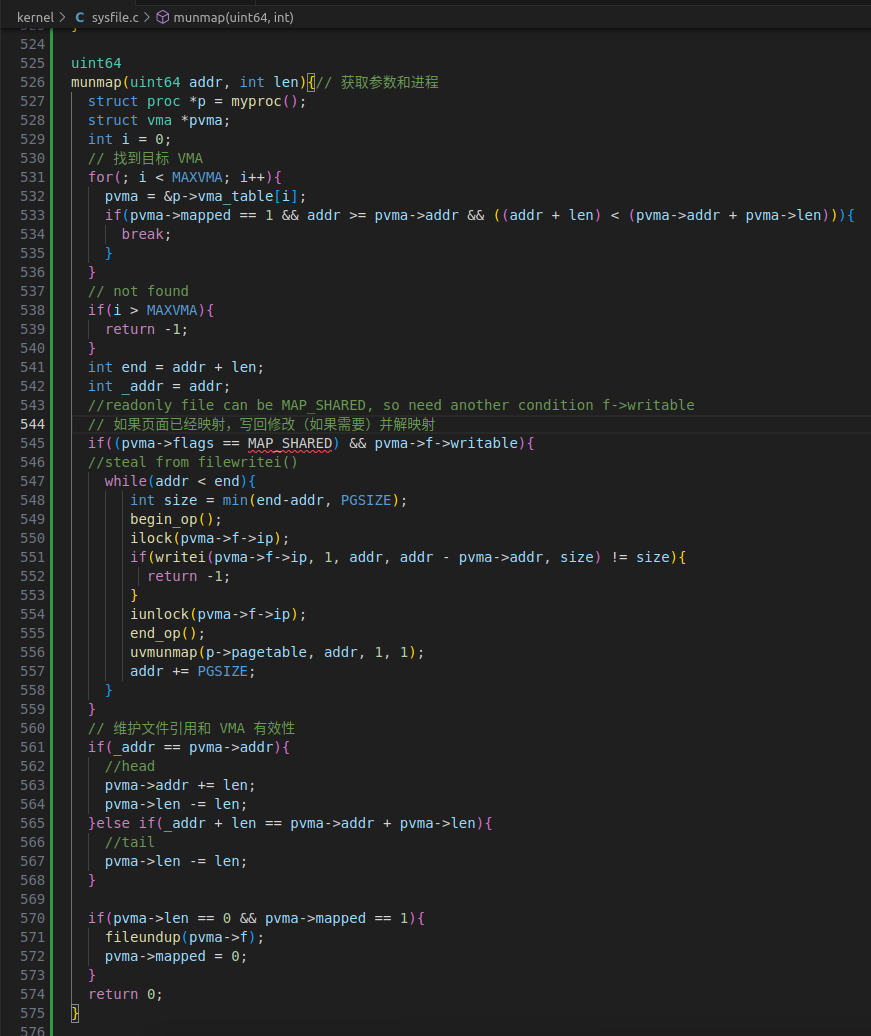 kernel > C sysfile.c > munmap(uint64, int)
524
525 uint64
526 munmap(uint64 addr, int len){// 获取参数和进程
527   struct proc *p = myproc();
528   struct vma *pvma;
529   int i = 0;
530   // 找到目标 VMA
531   for(; i < MAXVMA; i++){
532     pvma = &p->vma_table[i];
533     if(pvma->mapped == 1 && addr >= pvma->addr && ((addr + len) < (pvma->addr + pvma->len))){
534       break;
535     }
536   }
537   // not found
538   if(i > MAXVMA){
539     return -1;
540   }
541   int end = addr + len;
542   int _addr = addr;
543   //readonly file can be MAP_SHARED, so need another condition f->writable
544   // 如果页面已经映射，写回修改（如果需要）并解映射
545   if((pvma->flags == MAP_SHARED) && pvma->f->writable){
546   //steal from filewritei()
547     while(addr < end){
548        int size = min(end-addr, PGSIZE);
549        begin_op();
550        ilock(pvma->f->ip);
551        if(writei(pvma->f->ip, 1, addr, addr - pvma->addr, size) != size){
552          return -1;
553        }
554        iunlock(pvma->f->ip);
555        end_op();
556        uvmunmap(p->pagetable, addr, 1, 1);
557        addr += PGSIZE;
558     }
559   }
560   // 维护文件引用和 VMA 有效性
561   if(_addr == pvma->addr){
562     //head
563     pvma->addr += len;
564     pvma->len -= len;
565   }else if(_addr + len == pvma->addr + pvma->len){
566     //tail
567     pvma->len -= len;
568   }
569
570   if(pvma->len == 0 && pvma->mapped == 1){
571     fileundup(pvma->f);
572     pvma->mapped = 0;
573   }
574   return 0;
575 }
576